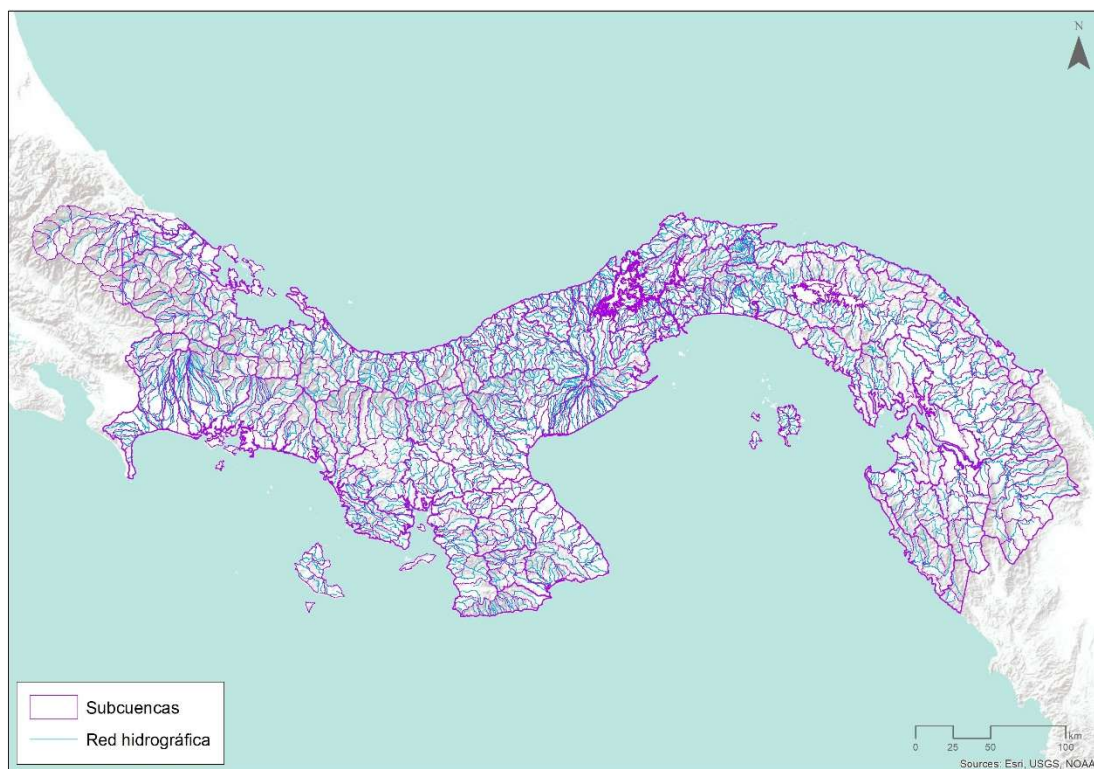 N
Subcuencas
Red hidrográfica
km
0 25 50 100
Sources: Esri, USGS, NOAA